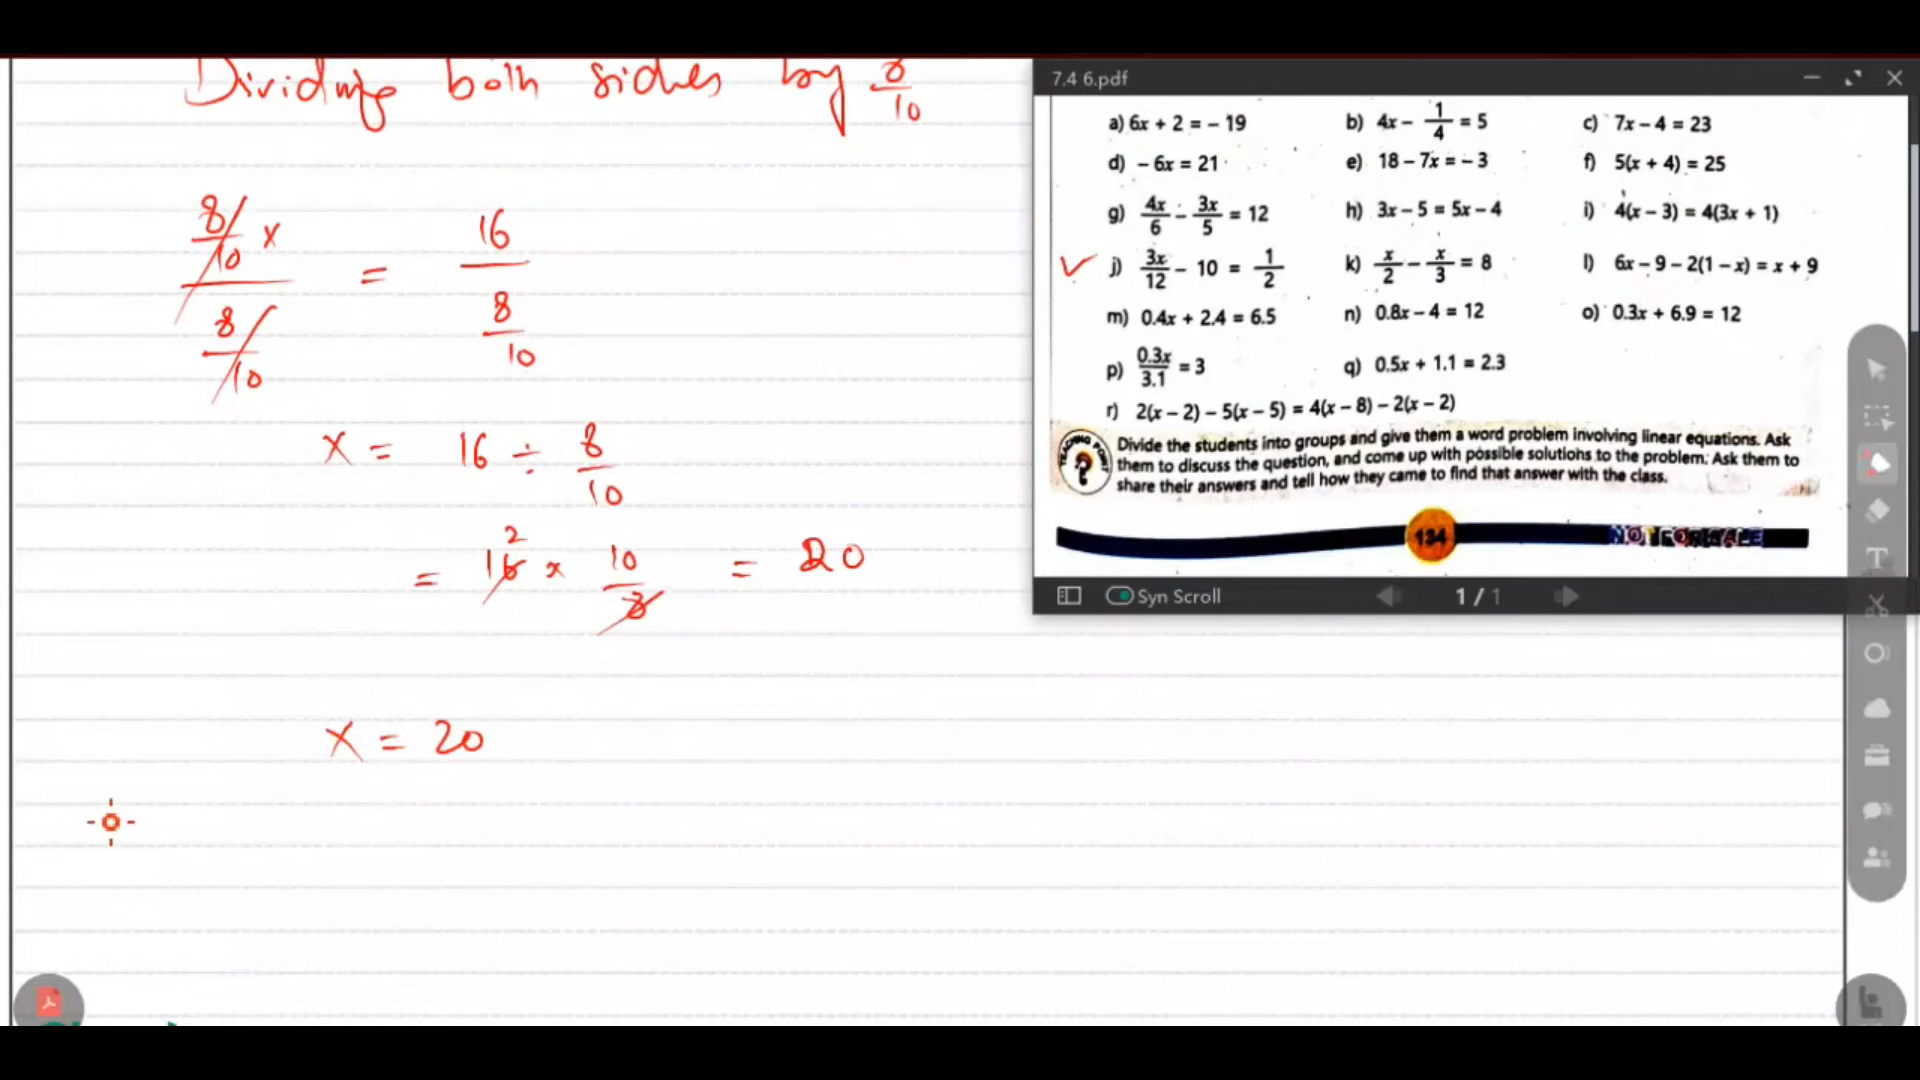 Dividing both sides by 8/10
8/10 x / 8/10 = 16 / 8/10
x = 16 ÷ 8/10
= 16 2 x 10/8 = 20
x = 20
7.4 6.pdf
a) 6x + 2 = – 19 b) 4x – 1/4 = 5 c) 7x – 4 = 23
d) – 6x = 21 e) 18 – 7x = – 3 f) 5(x + 4) = 25
g) 4x/6 – 3x/5 = 12 h) 3x – 5 = 5x – 4 i) 4(x – 3) = 4(3x + 1)
j) 3x/12 – 10 = 1/2 k) x/2 – x/3 = 8 l) 6x – 9 – 2(1 – x) = x + 9
m) 0.4x + 2.4 = 6.5 n) 0.8x – 4 = 12 o) 0.3x + 6.9 = 12
p) 0.3x/3.1 = 3 q) 0.5x + 1.1 = 2.3
r) 2(x – 2) – 5(x – 5) = 4(x – 8) – 2(x – 2)
TEACHING POINT
?
Divide the students into groups and give them a word problem involving linear equations. Ask
them to discuss the question, and come up with possible solutions to the problem. Ask them to
share their answers and tell how they came to find that answer with the class.
134
NOT FOR SALE
Syn Scroll
1 / 1